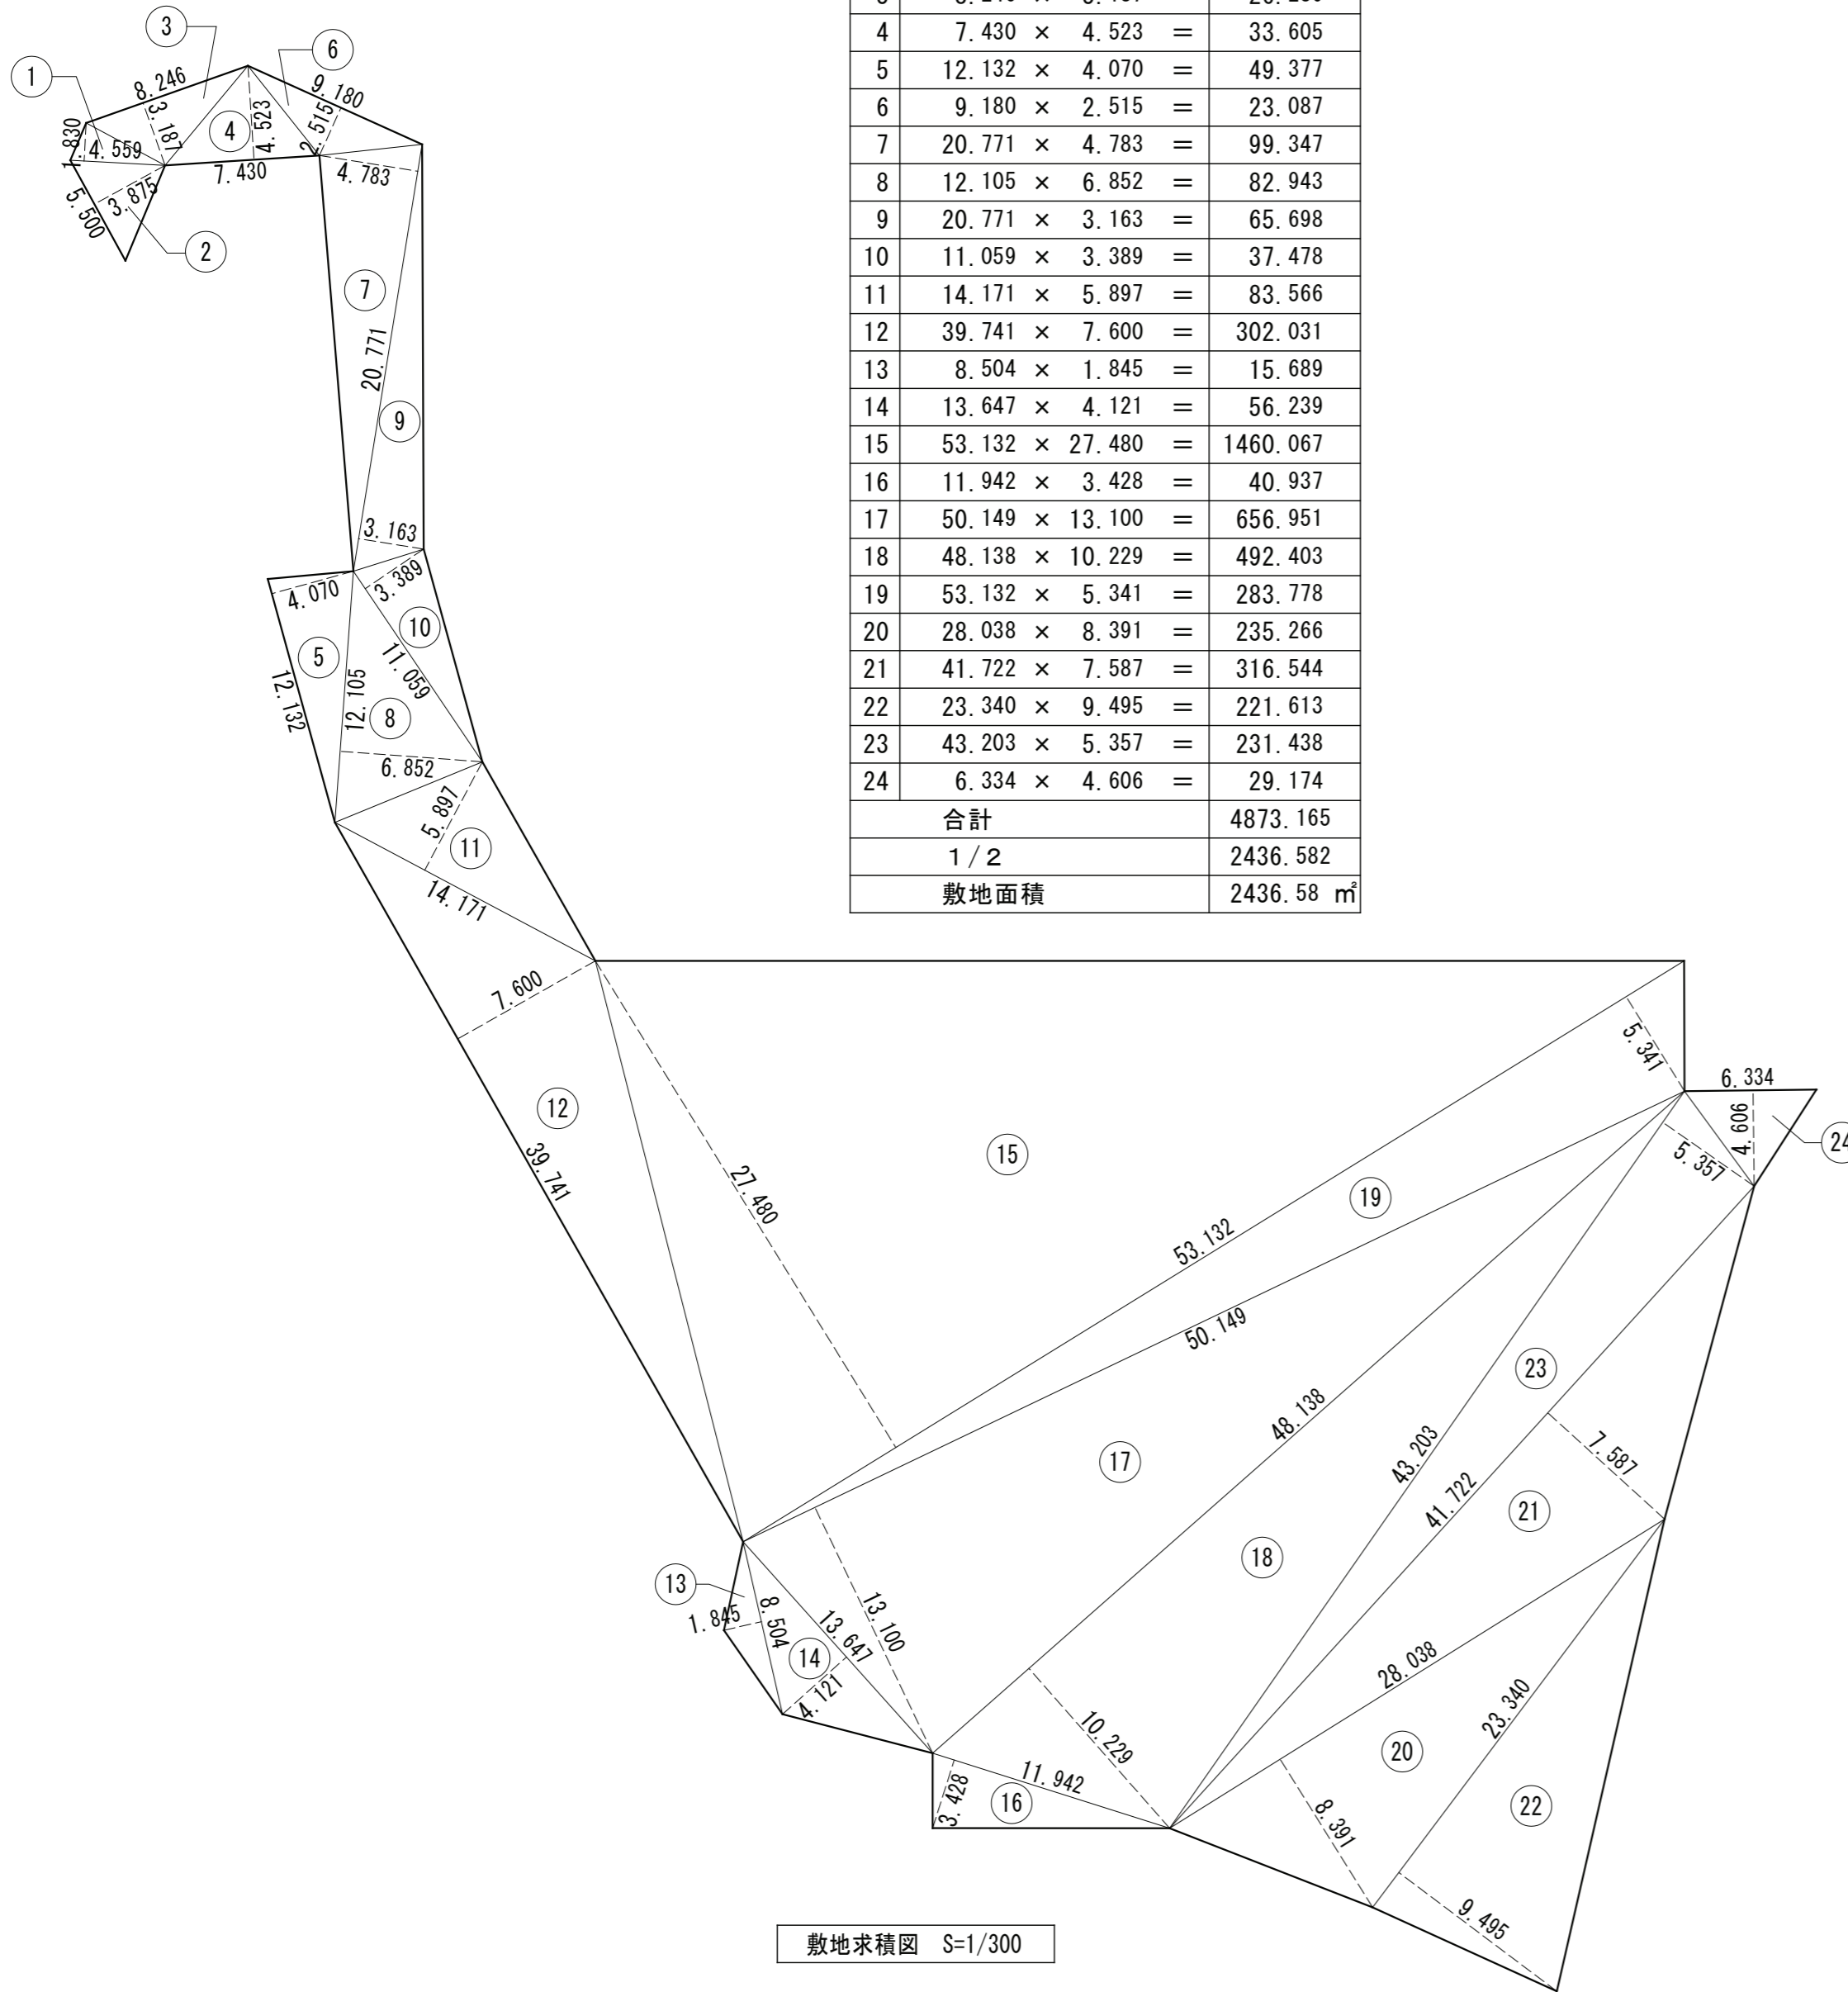 4 7.430 × 4.523 = 33.605
5 12.132 × 4.070 = 49.377
6 9.180 × 2.515 = 23.087
7 20.771 × 4.783 = 99.347
8 12.105 × 6.852 = 82.943
9 20.771 × 3.163 = 65.698
10 11.059 × 3.389 = 37.478
11 14.171 × 5.897 = 83.566
12 39.741 × 7.600 = 302.031
13 8.504 × 1.845 = 15.689
14 13.647 × 4.121 = 56.239
15 53.132 × 27.480 = 1460.067
16 11.942 × 3.428 = 40.937
17 50.149 × 13.100 = 656.951
18 48.138 × 10.229 = 492.403
19 53.132 × 5.341 = 283.778
20 28.038 × 8.391 = 235.266
21 41.722 × 7.587 = 316.544
22 23.340 × 9.495 = 221.613
23 43.203 × 5.357 = 231.438
24 6.334 × 4.606 = 29.174
合計 4873.165
1/2 2436.582
敷地面積 2436.58 ㎡
3
6
1
8.246
9.180
3.187
4
4.523
2.515
1.830
4.559
7.430
4.783
3.875
5.500
2
7
20.771
9
3.163
3.389
4.070
10
5
11.059
12.105
12.132
8
6.852
5.897
11
14.171
7.600
12
39.741
27.480
15
5.341
6.334
4.606
24
5.357
19
53.132
50.149
23
48.138
43.203
7.587
17
41.722
21
18
13
1.845
8.504
13.647
13.100
14
4.121
28.038
23.340
10.229
20
11.942
3.428
16
22
8.391
9.495
敷地求積図 S=1/300